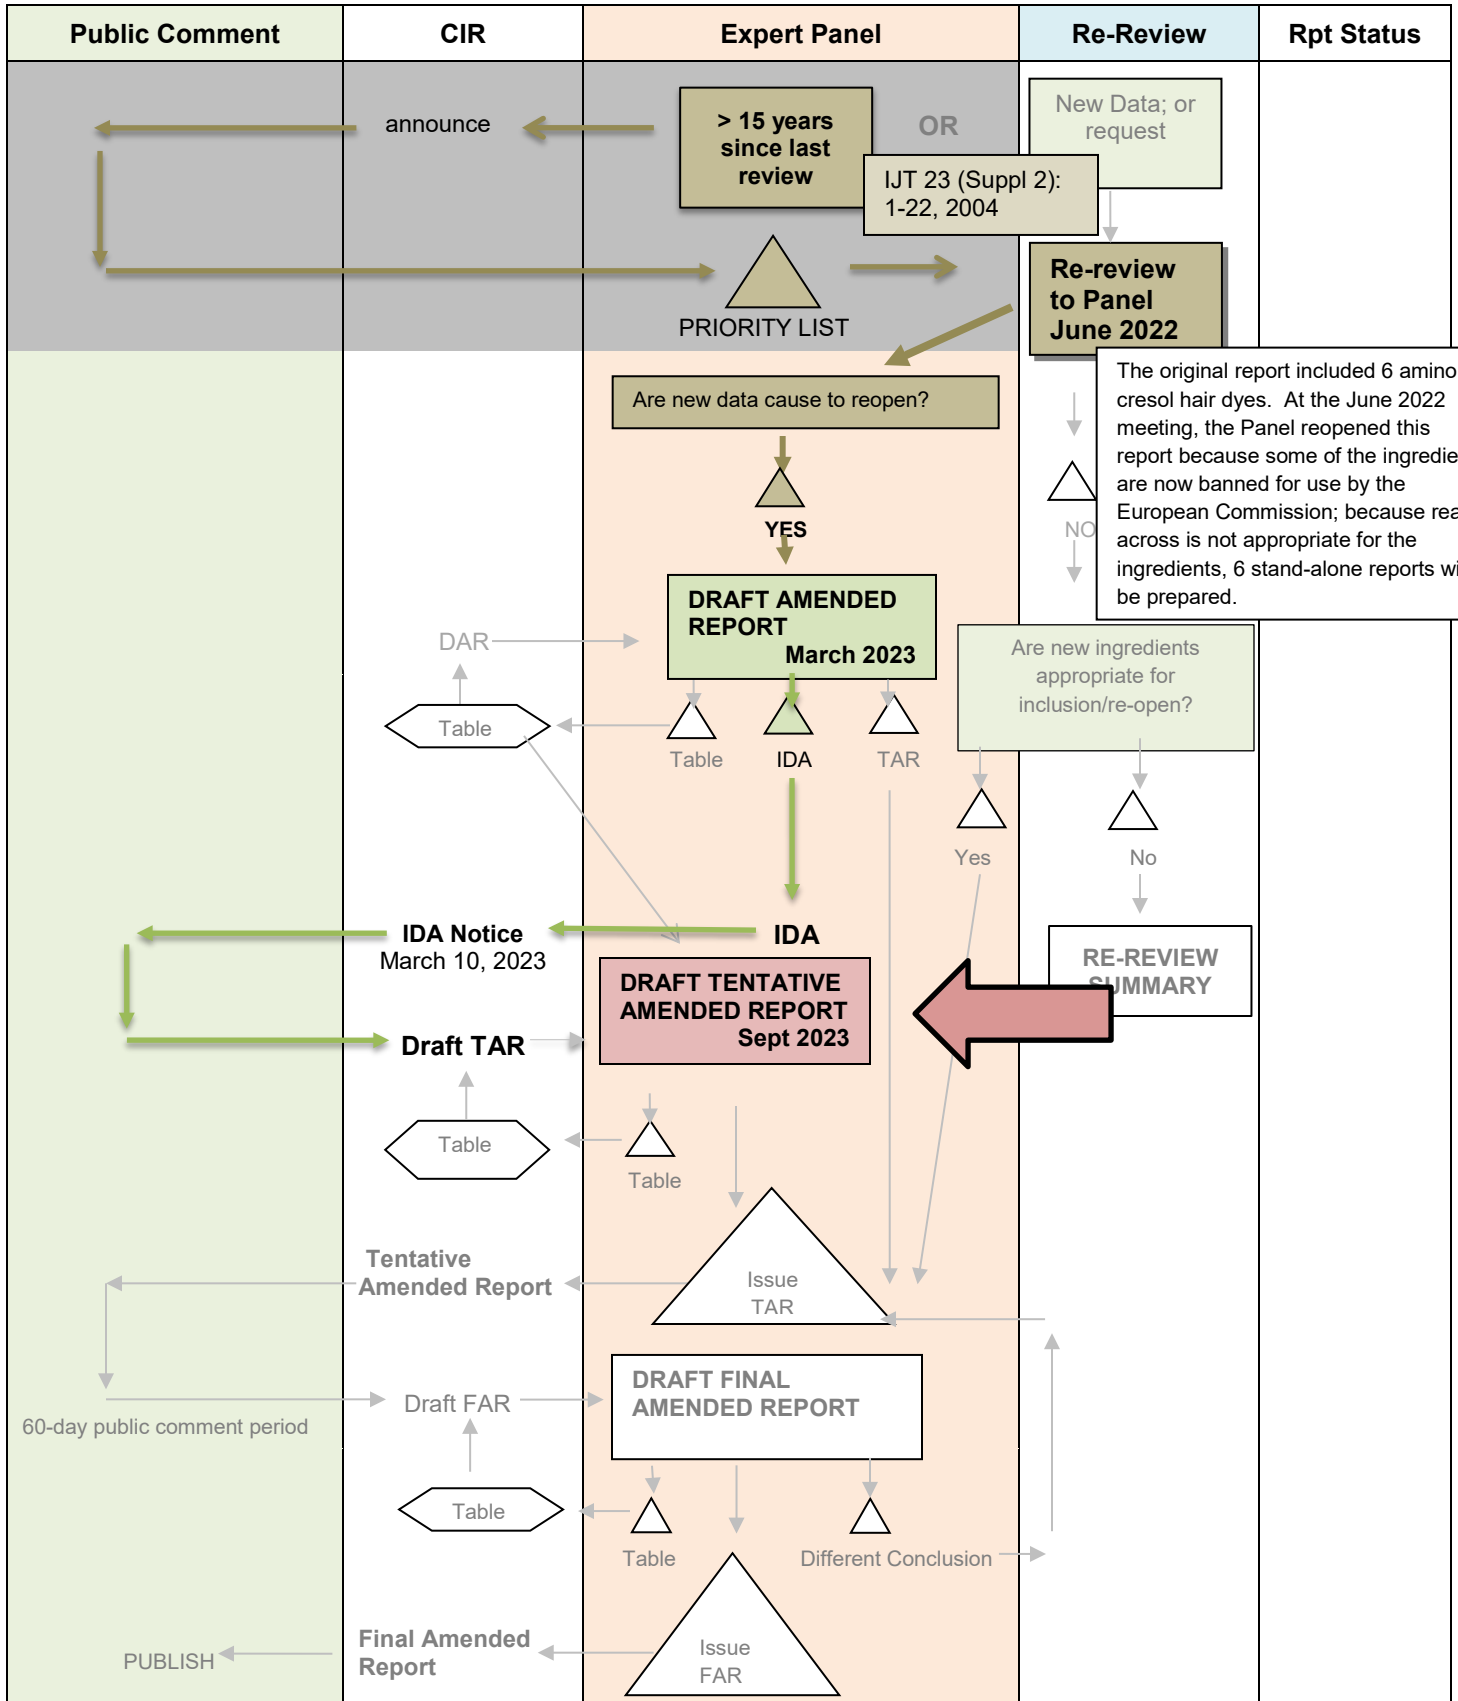 Public Comment
CIR
Expert Panel
Re-Review
Rpt Status
announce
> 15 years
since last
review
OR
New Data; or
request
IJT 23 (Suppl 2):
1-22, 2004
PRIORITY LIST
Re-review
to Panel
June 2022
Are new data cause to reopen?
The original report included 6 amino
cresol hair dyes. At the June 2022
meeting, the Panel reopened this
report because some of the ingredie
are now banned for use by the
European Commission; because rea
across is not appropriate for the
ingredients, 6 stand-alone reports wi
be prepared.
YES
NO
DRAFT AMENDED
REPORT
March 2023
DAR
Table
Table
IDA
TAR
Are new ingredients
appropriate for
inclusion/re-open?
Yes
No
IDA Notice
March 10, 2023
IDA
DRAFT TENTATIVE
AMENDED REPORT
Sept 2023
RE-REVIEW
SUMMARY
Draft TAR
Table
Table
Tentative
Amended Report
Issue
TAR
60-day public comment period
Draft FAR
DRAFT FINAL
AMENDED REPORT
Table
Table
Different Conclusion
PUBLISH
Final Amended
Report
Issue
FAR